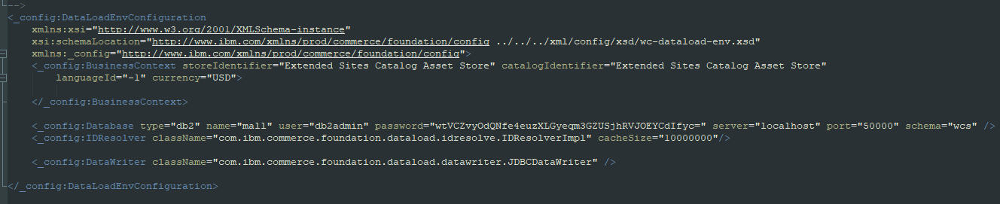 -->
<_config:DataLoadEnvConfiguration
xmlns:xsi="http://www.w3.org/2001/XMLSchema-instance"
xsi:schemaLocation="http://www.ibm.com/xmlns/prod/commerce/foundation/config ../../../xml/config/xsd/wc-dataload-env.xsd"
xmlns:_config="http://www.ibm.com/xmlns/prod/commerce/foundation/config">
<_config:BusinessContext storeIdentifier="Extended Sites Catalog Asset Store" catalogIdentifier="Extended Sites Catalog Asset Store"
languageId="-1" currency="USD">
</_config:BusinessContext>
<_config:Database type="db2" name="mall" user="db2admin" password="wtVCZvyOdQNfe4euzXLGyeqm3GZUSjhRVJOEYCdIfyc=" server="localhost" port="50000" schema="wcs" />
<_config:IDResolver className="com.ibm.commerce.foundation.dataload.idresolve.IDResolverImpl" cacheSize="10000000"/>
<_config:DataWriter className="com.ibm.commerce.foundation.dataload.datawriter.JDBCDataWriter" />
</_config:DataLoadEnvConfiguration>